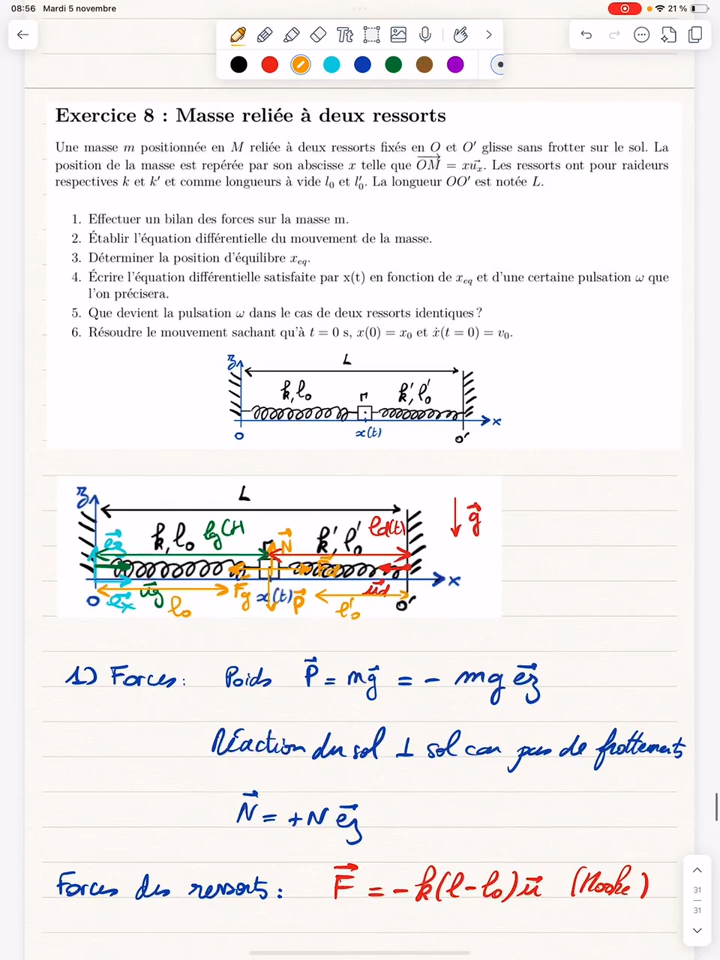 08:56 Mardi 5 novembre
21 %
Exercice 8 : Masse reliée à deux ressorts
Une masse m positionnée en M reliée à deux ressorts fixés en O et O′ glisse sans frotter sur le sol. La
position de la masse est repérée par son abscisse x telle que OM⃗ = xu⃗ₓ. Les ressorts ont pour raideurs
respectives k et k′ et comme longueurs à vide l₀ et l′₀. La longueur OO′ est notée L.
1. Effectuer un bilan des forces sur la masse m.
2. Établir l'équation différentielle du mouvement de la masse.
3. Déterminer la position d'équilibre x_eq.
4. Écrire l'équation différentielle satisfaite par x(t) en fonction de x_eq et d'une certaine pulsation ω que
l'on précisera.
5. Que devient la pulsation ω dans le cas de deux ressorts identiques ?
6. Résoudre le mouvement sachant qu'à t = 0 s, x(0) = x₀ et ẋ(t = 0) = v₀.
z
L
k, l₀ M k′, l′₀
x
O x(t) O′
z L g⃗
k, l₀ lg(t) N⃗ k′, l′₀ ld(t)
x
O e⃗x u⃗g l₀ F⃗g x(t) P⃗ l′₀ u⃗d O′
1) Forces : Poids P⃗ = mg⃗ = - mg e⃗z
Réaction du sol ⊥ sol car pas de frottements
N⃗ = +N e⃗z
Forces des ressorts : F⃗ = -k(l-l₀)u⃗ (Hooke)
31
31